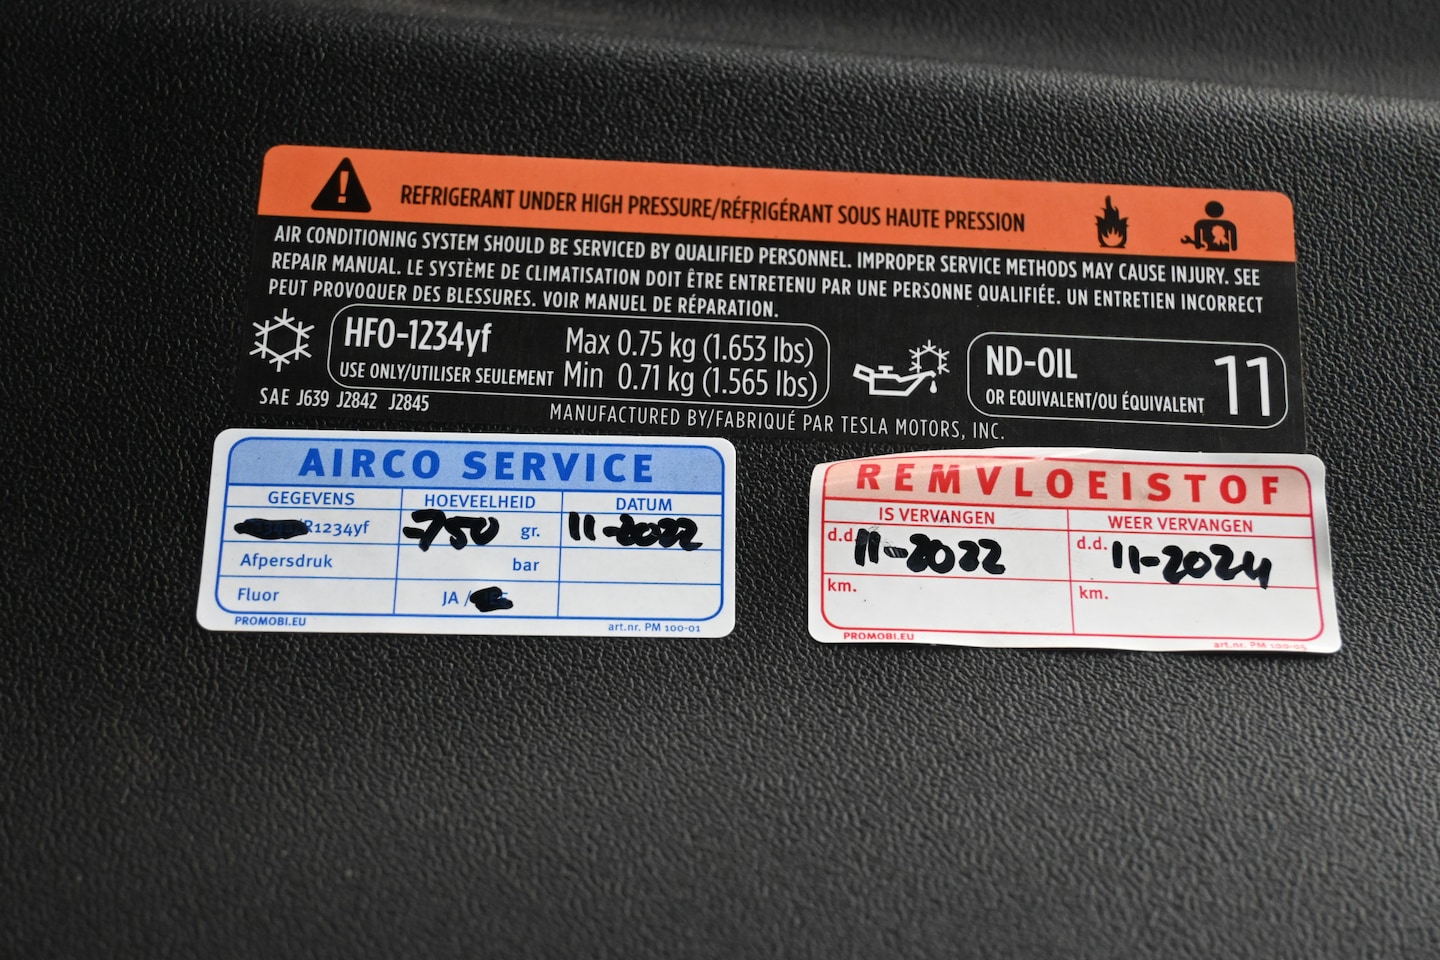 REFRIGERANT UNDER HIGH PRESSURE/RÉFRIGÉRANT SOUS HAUTE PRESSION
AIR CONDITIONING SYSTEM SHOULD BE SERVICED BY QUALIFIED PERSONNEL. IMPROPER SERVICE METHODS MAY CAUSE INJURY. SEE
REPAIR MANUAL. LE SYSTÈME DE CLIMATISATION DOIT ÊTRE ENTRETENU PAR UNE PERSONNE QUALIFIÉE. UN ENTRETIEN INCORRECT
PEUT PROVOQUER DES BLESSURES. VOIR MANUEL DE RÉPARATION.
HFO-1234yf
USE ONLY/UTILISER SEULEMENT
Max 0.75 kg (1.653 lbs)
Min 0.71 kg (1.565 lbs)
ND-OIL
OR EQUIVALENT/OU ÉQUIVALENT
11
SAE J639 J2842 J2845
MANUFACTURED BY/FABRIQUÉ PAR TESLA MOTORS, INC.
AIRCO SERVICE
GEGEVENS HOEVEELHEID DATUM
/R1234yf 750 gr. 11-2022
Afpersdruk bar
Fluor JA /
PROMOBI.EU art.nr. PM 100-01
REMVLOEISTOF
IS VERVANGEN WEER VERVANGEN
d.d. 11-2022 d.d. 11-2024
km. km.
PROMOBI.EU art.nr. PM 100-05